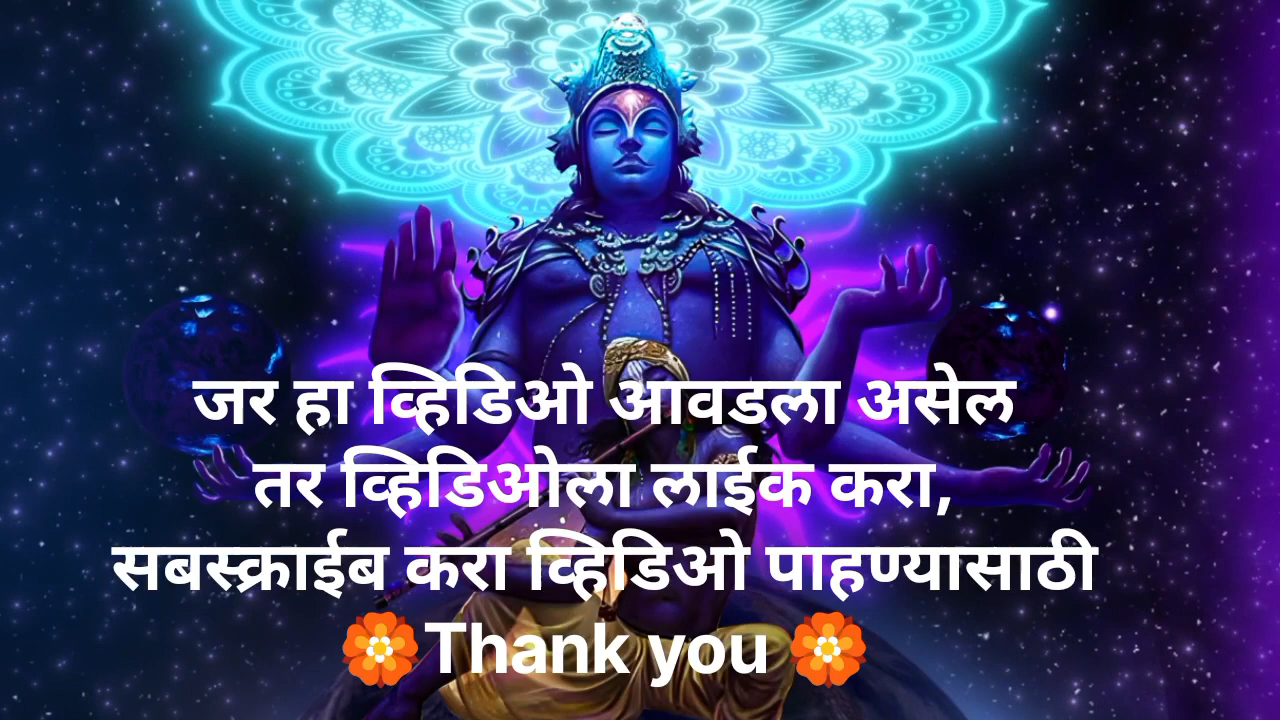 जर हा व्हिडिओ आवडला असेल
तर व्हिडिओला लाईक करा,
सबस्क्राईब करा व्हिडिओ पाहण्यासाठी
🏵️Thank you 🏵️